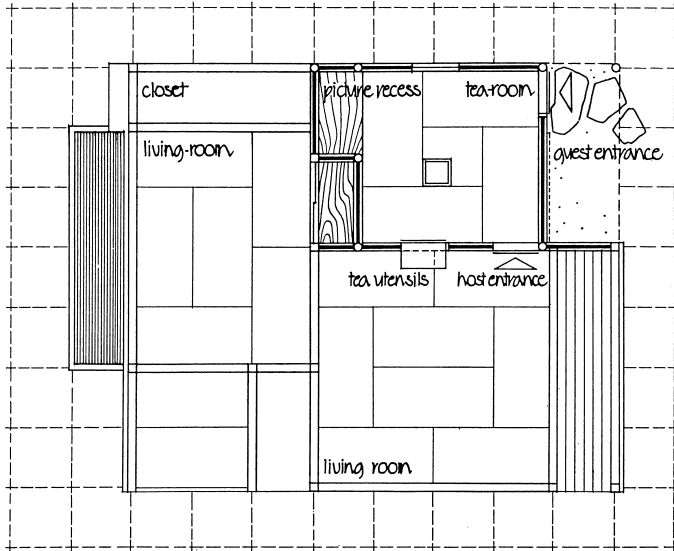 closet
picture recess
tea-room
living-room
guest entrance
tea utensils
host entrance
living room